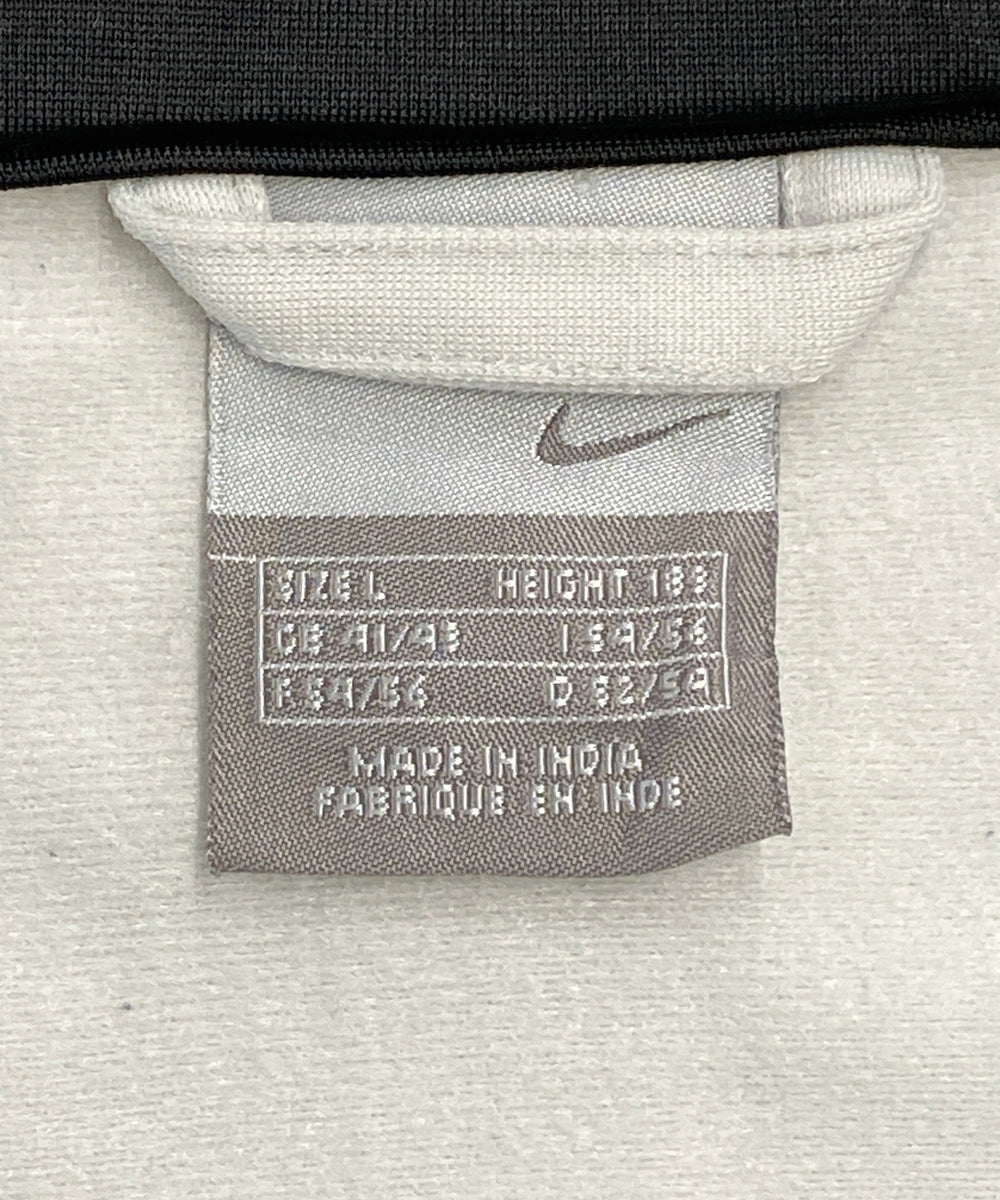 SIZE L HEIGHT 183
GB 41/43 I 54/56
F 54/56 D 52/54
MADE IN INDIA
FABRIQUE EN INDE